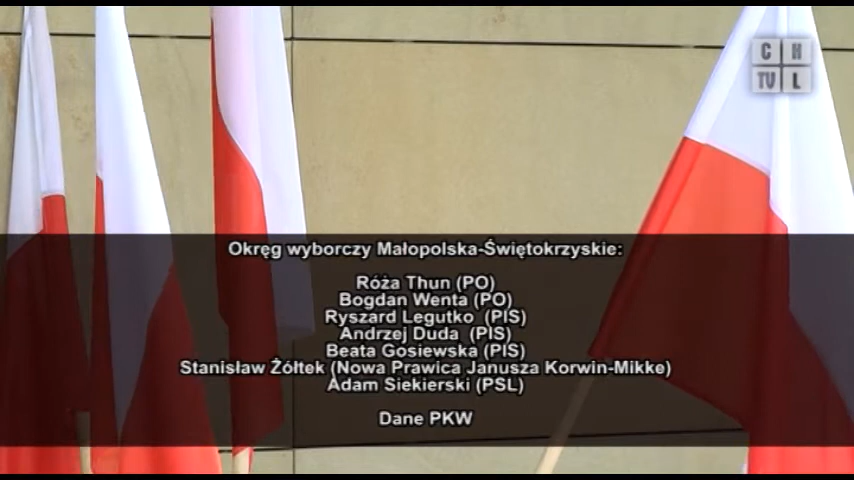 C H
TV L
Okręg wyborczy Małopolska-Świętokrzyskie:
Róża Thun (PO)
Bogdan Wenta (PO)
Ryszard Legutko (PIS)
Andrzej Duda (PIS)
Beata Gosiewska (PIS)
Stanisław Żółtek (Nowa Prawica Janusza Korwin-Mikke)
Adam Siekierski (PSL)
Dane PKW